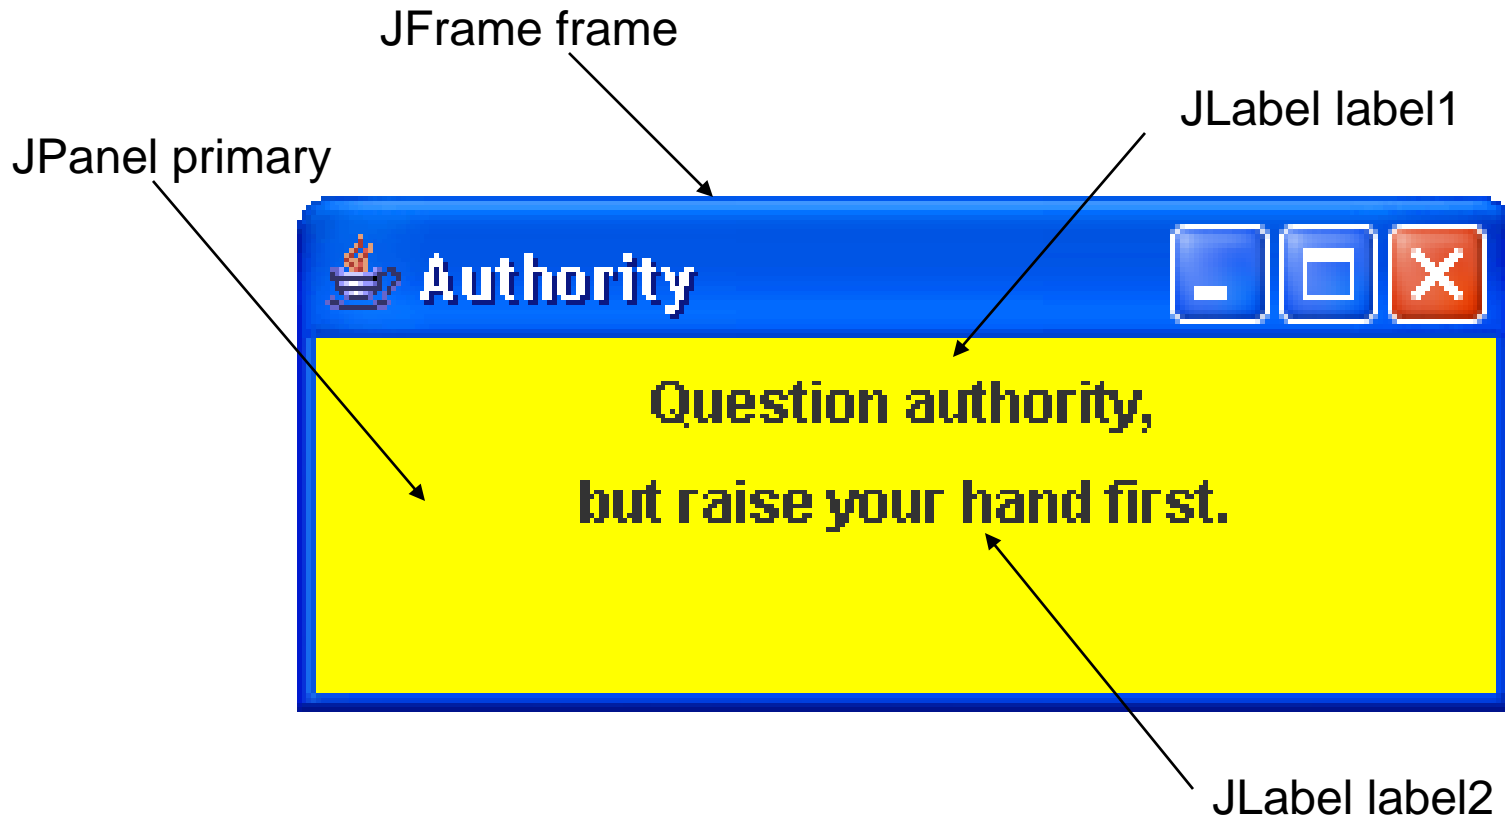 JFrame frame
JLabel label1
JPanel primary
Authority
Question authority,
but raise your hand first.
JLabel label2